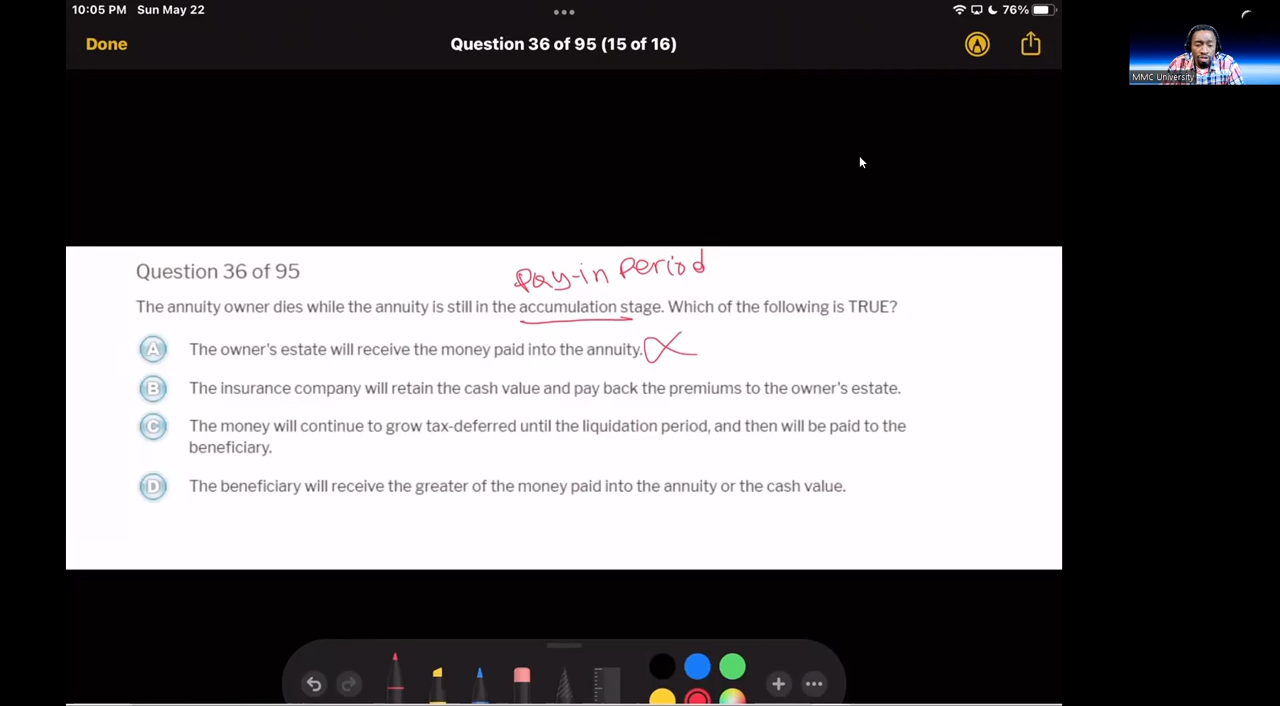 10:05 PM Sun May 22
76%
Done
Question 36 of 95 (15 of 16)
MMC University
Question 36 of 95
Pay-in Period
The annuity owner dies while the annuity is still in the accumulation stage. Which of the following is TRUE?
A The owner's estate will receive the money paid into the annuity.
B The insurance company will retain the cash value and pay back the premiums to the owner's estate.
C The money will continue to grow tax-deferred until the liquidation period, and then will be paid to the
beneficiary.
D The beneficiary will receive the greater of the money paid into the annuity or the cash value.